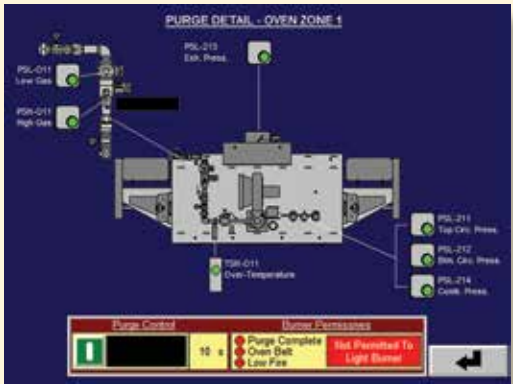 PURGE DETAIL - OVEN ZONE 1
PSL-213
Exh. Press.
PSL-011
Low Gas
PSH-011
High Gas
PSL-211
Top Circ. Press.
PSL-212
Btm. Circ. Press.
PSL-214
Comb. Press.
TSH-011
Over-Temperature
Purge Control
Burner Permissives
10 s
Purge Complete
Oven Belt
Low Fire
Not Permitted To
Light Burner